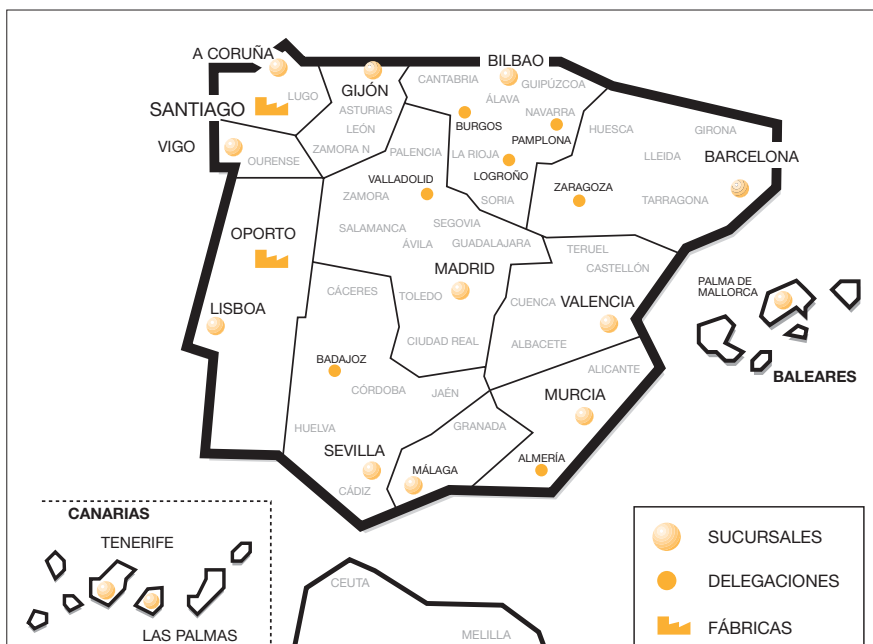 A CORUÑA
BILBAO
GIJÓN
CANTABRIA
GUIPÚZCOA
LUGO
ÁLAVA
SANTIAGO
ASTURIAS
NAVARRA
BURGOS
LEÓN
PAMPLONA
HUESCA
GIRONA
VIGO
ZAMORA N
PALENCIA
LA RIOJA
LLEIDA
BARCELONA
OURENSE
VALLADOLID
LOGROÑO
ZARAGOZA
ZAMORA
SORIA
TARRAGONA
SALAMANCA
SEGOVIA
OPORTO
ÁVILA
GUADALAJARA
TERUEL
MADRID
CASTELLÓN
CÁCERES
TOLEDO
CUENCA
VALENCIA
PALMA DE
MALLORCA
LISBOA
CIUDAD REAL
ALBACETE
BADAJOZ
ALICANTE
BALEARES
CÓRDOBA
JAÉN
MURCIA
HUELVA
GRANADA
SEVILLA
MÁLAGA
ALMERÍA
CÁDIZ
CANARIAS
TENERIFE
LAS PALMAS
CEUTA
MELILLA
SUCURSALES
DELEGACIONES
FÁBRICAS